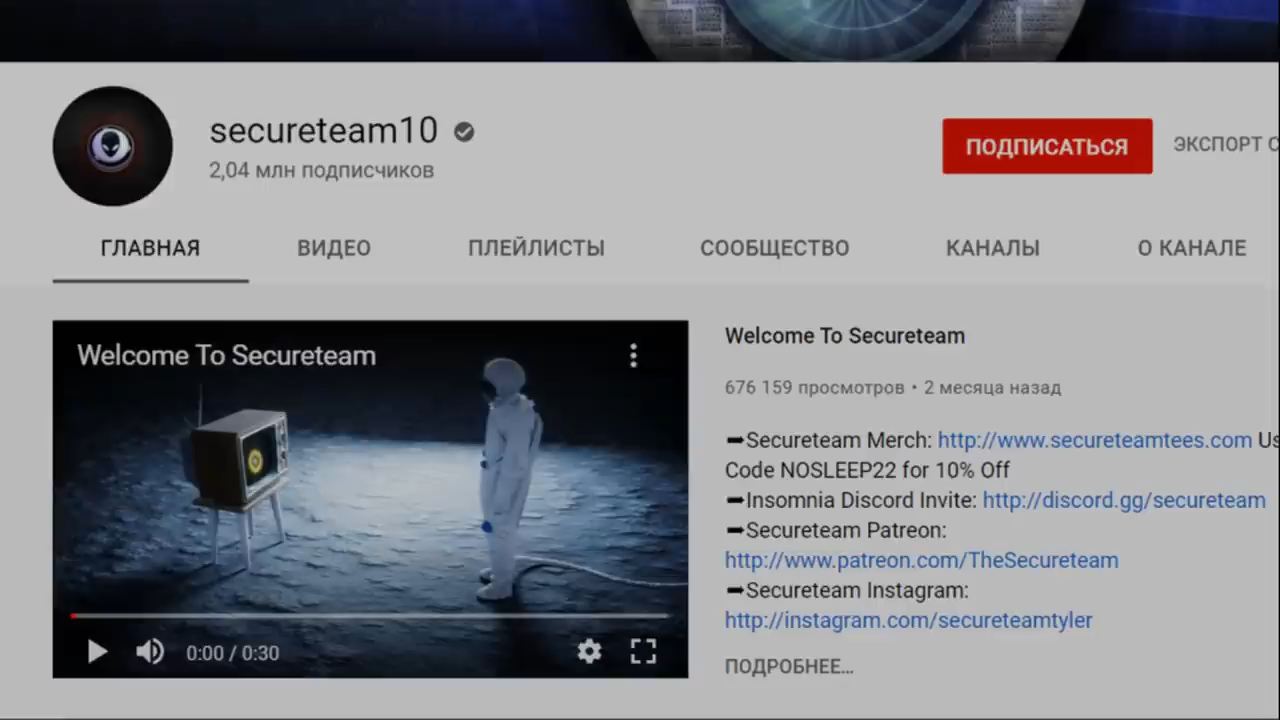 secureteam10
2,04 млн подписчиков
ПОДПИСАТЬСЯ
ЭКСПОРТ
ГЛАВНАЯ
ВИДЕО
ПЛЕЙЛИСТЫ
СООБЩЕСТВО
КАНАЛЫ
О КАНАЛЕ
Welcome To Secureteam
0:00 / 0:30
Welcome To Secureteam
676 159 просмотров • 2 месяца назад
➡Secureteam Merch: http://www.secureteamtees.com Us
Code NOSLEEP22 for 10% Off
➡Insomnia Discord Invite: http://discord.gg/secureteam
➡Secureteam Patreon:
http://www.patreon.com/TheSecureteam
➡Secureteam Instagram:
http://instagram.com/secureteamtyler
ПОДРОБНЕЕ...